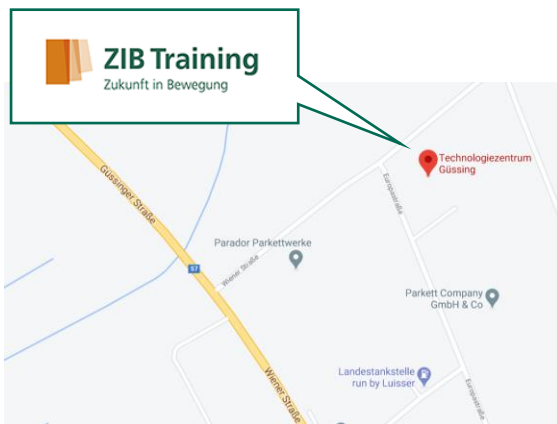 ZIB Training
Zukunft in Bewegung
Güssinger Straße
Technologiezentrum
Güssing
Europastraße
Parador Parkettwerke
Wiener Straße
57
Parkett Company
GmbH & Co
Landestankstelle
run by Luisser
Wiener Straße
Europastraße